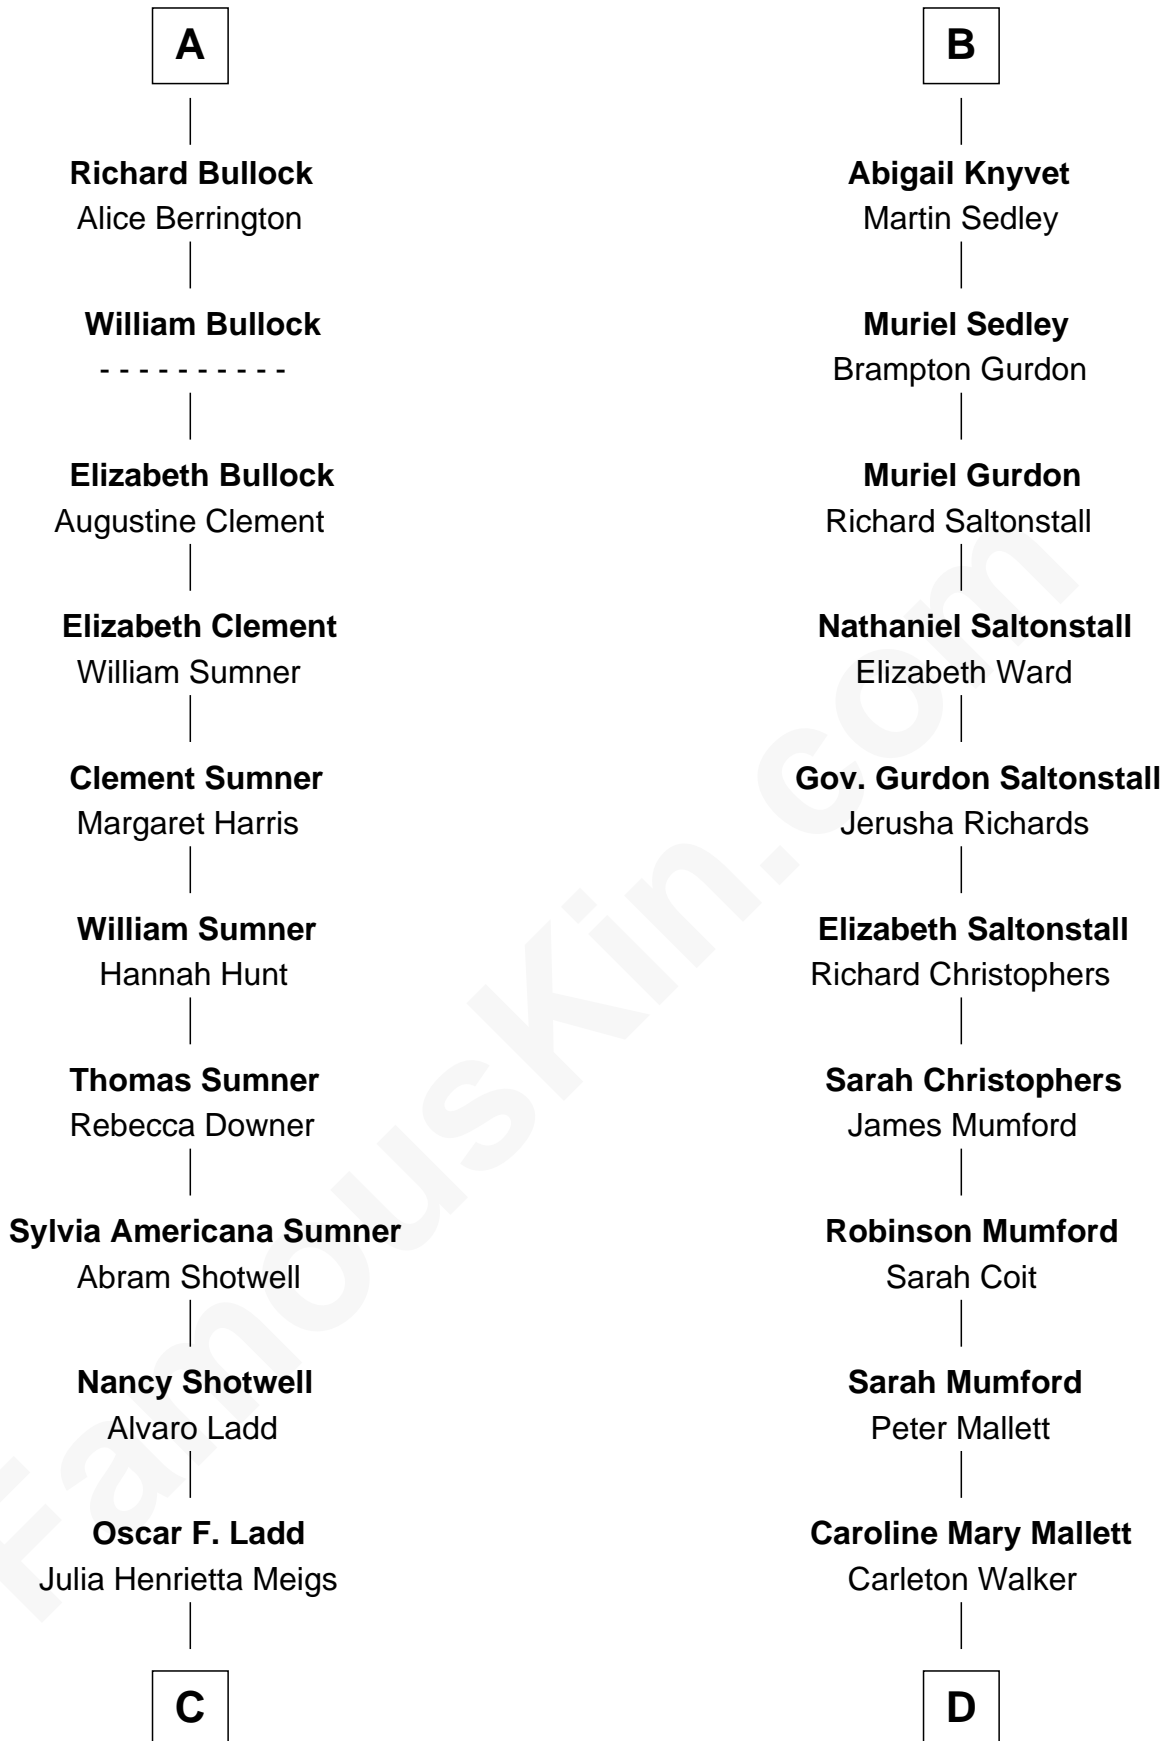 A
Richard Bullock
Alice Berrington
William Bullock
- - - - - - - - - -
Elizabeth Bullock
Augustine Clement
Elizabeth Clement
William Sumner
Clement Sumner
Margaret Harris
William Sumner
Hannah Hunt
Thomas Sumner
Rebecca Downer
Sylvia Americana Sumner
Abram Shotwell
Nancy Shotwell
Alvaro Ladd
Oscar F. Ladd
Julia Henrietta Meigs
C
B
Abigail Knyvet
Martin Sedley
Muriel Sedley
Brampton Gurdon
Muriel Gurdon
Richard Saltonstall
Nathaniel Saltonstall
Elizabeth Ward
Gov. Gurdon Saltonstall
Jerusha Richards
Elizabeth Saltonstall
Richard Christophers
Sarah Christophers
James Mumford
Robinson Mumford
Sarah Coit
Sarah Mumford
Peter Mallett
Caroline Mary Mallett
Carleton Walker
D
FamousKin.com